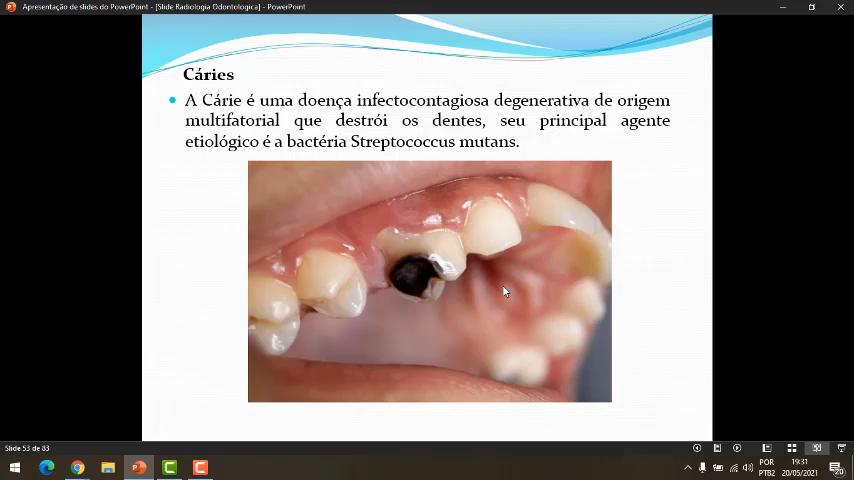 Apresentação de slides do PowerPoint - [Slide Radiologia Odontologica] - PowerPoint
Cáries
A Cárie é uma doença infectocontagiosa degenerativa de origem
multifatorial que destrói os dentes, seu principal agente
etiológico é a bactéria Streptococcus mutans.
Slide 53 de 83
POR
PTB2
19:31
20/05/2021
20